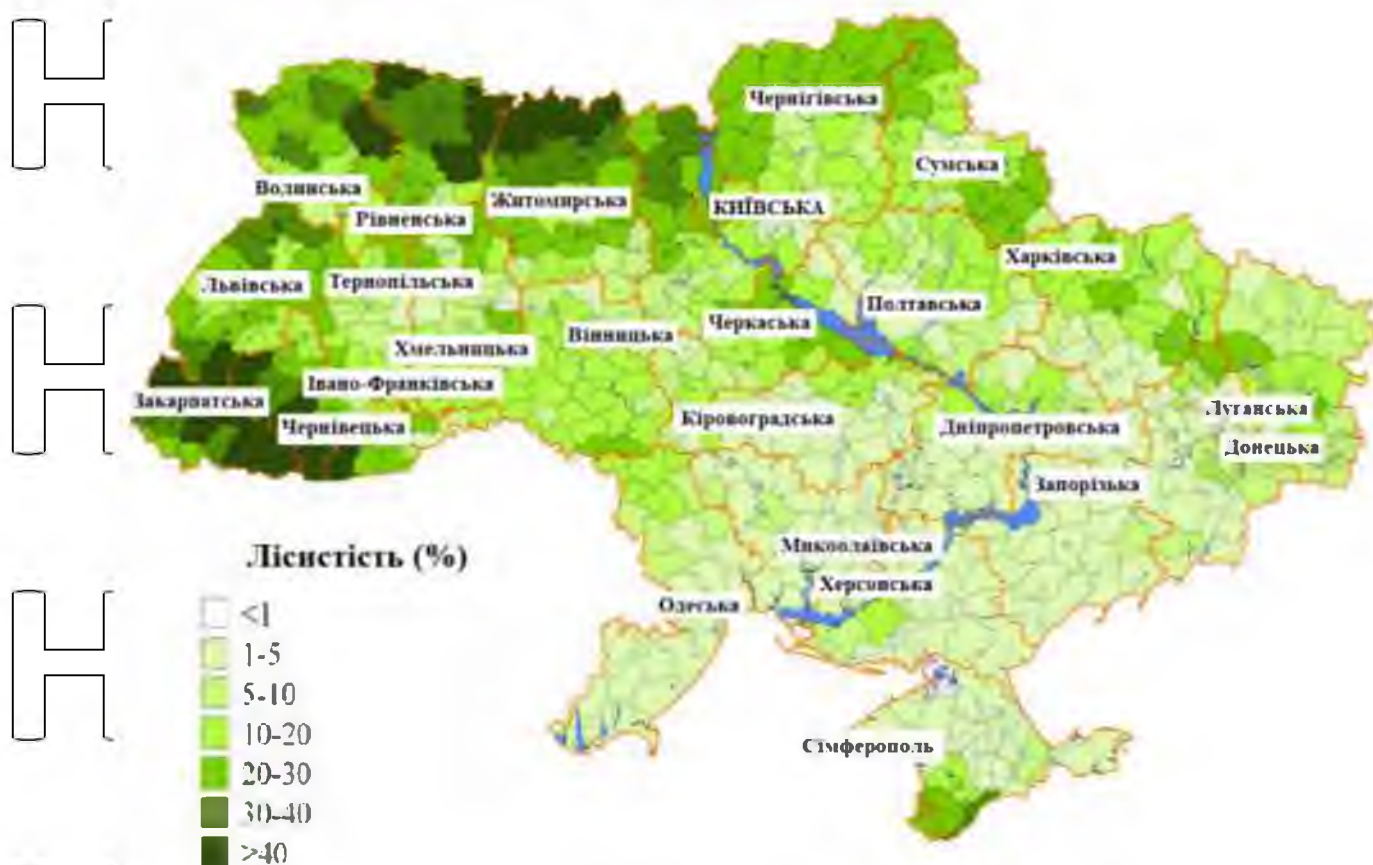 Н
Чернігівська
Сумська
Волинська
Рівненська
Житомирська
КИЇВСЬКА
Харківська
Львівська
Тернопільська
Полтавська
Черкаська
Вінницька
Хмельницька
Івано-Франківська
Закарпатська
Чернівецька
Кіровоградська
Дніпропетровська
Луганська
Донецька
Запорізька
Микоолаївська
Херсонська
Одеська
Сімферополь
Н
Н
Лісистість (%)
<1
1-5
5-10
10-20
20-30
30-40
>40